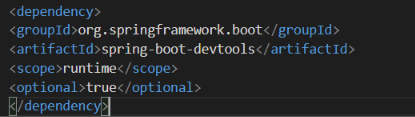 <dependency>
<groupId>org.springframework.boot</groupId>
<artifactId>spring-boot-devtools</artifactId>
<scope>runtime</scope>
<optional>true</optional>
</dependency>